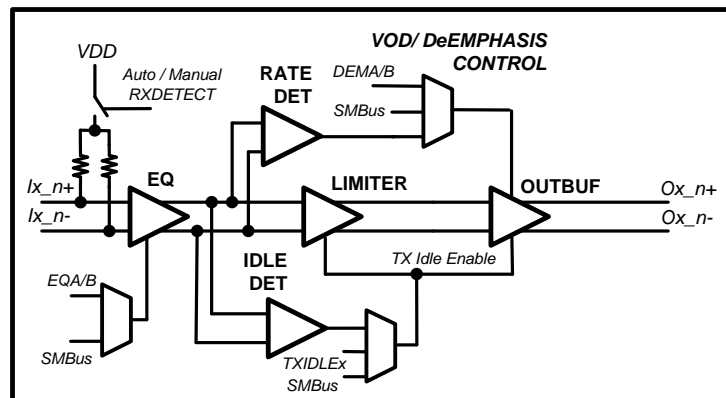 VOD/ DeEMPHASIS
CONTROL
VDD
Auto / Manual
RXDETECT
RATE
DET
DEMA/B
SMBus
Ix_n+
Ix_n-
EQ
LIMITER
OUTBUF
Ox_n+
Ox_n-
EQA/B
SMBus
IDLE
DET
TX Idle Enable
TXIDLEx
SMBus